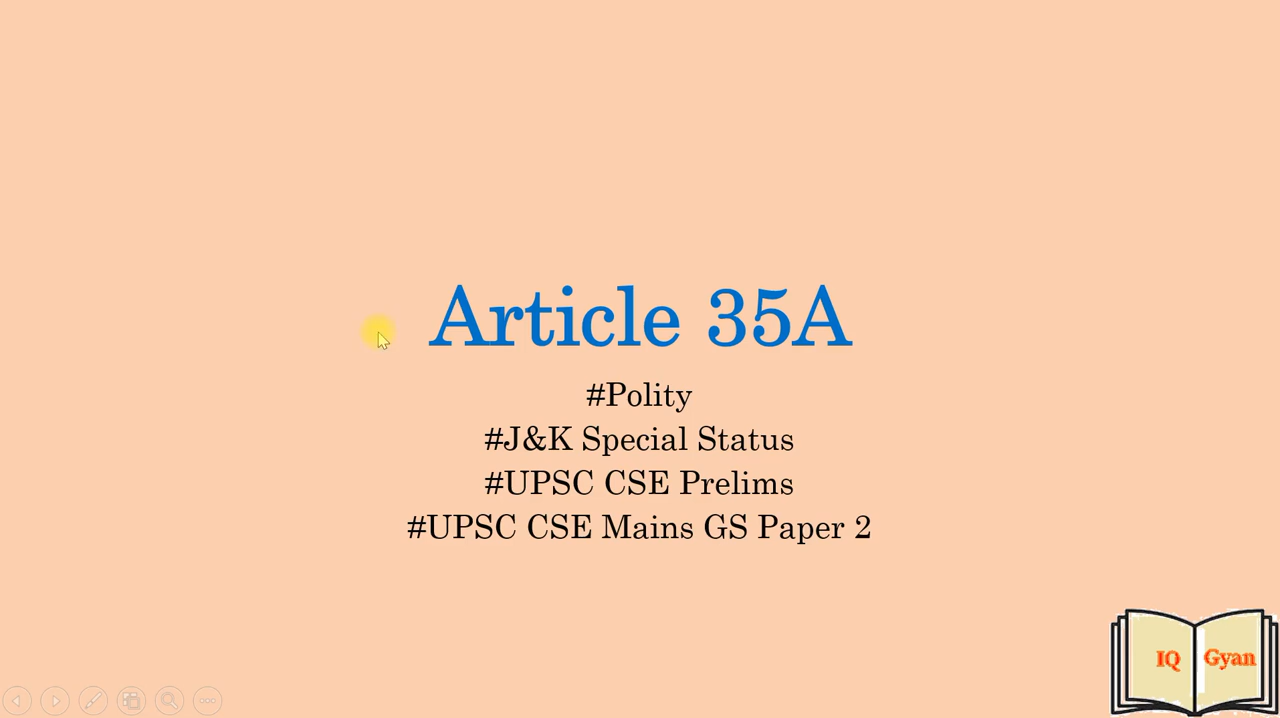 Article 35A
#Polity
#J&K Special Status
#UPSC CSE Prelims
#UPSC CSE Mains GS Paper 2
IQ Gyan